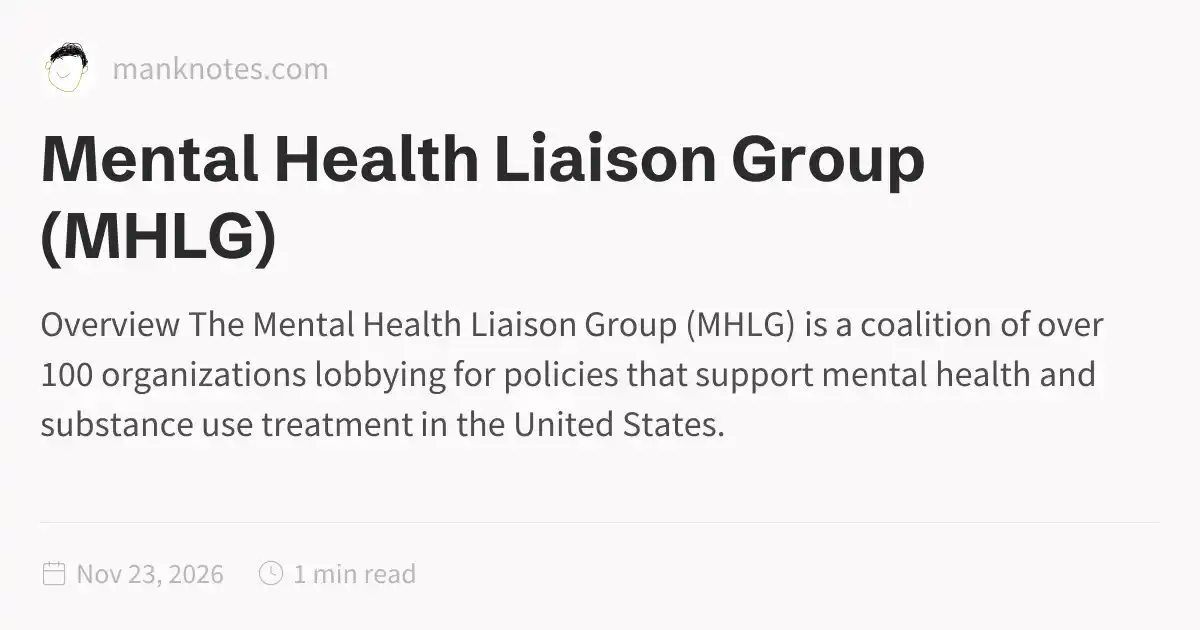 manknotes.com
Mental Health Liaison Group
(MHLG)
Overview The Mental Health Liaison Group (MHLG) is a coalition of over
100 organizations lobbying for policies that support mental health and
substance use treatment in the United States.
Nov 23, 2026 1 min read